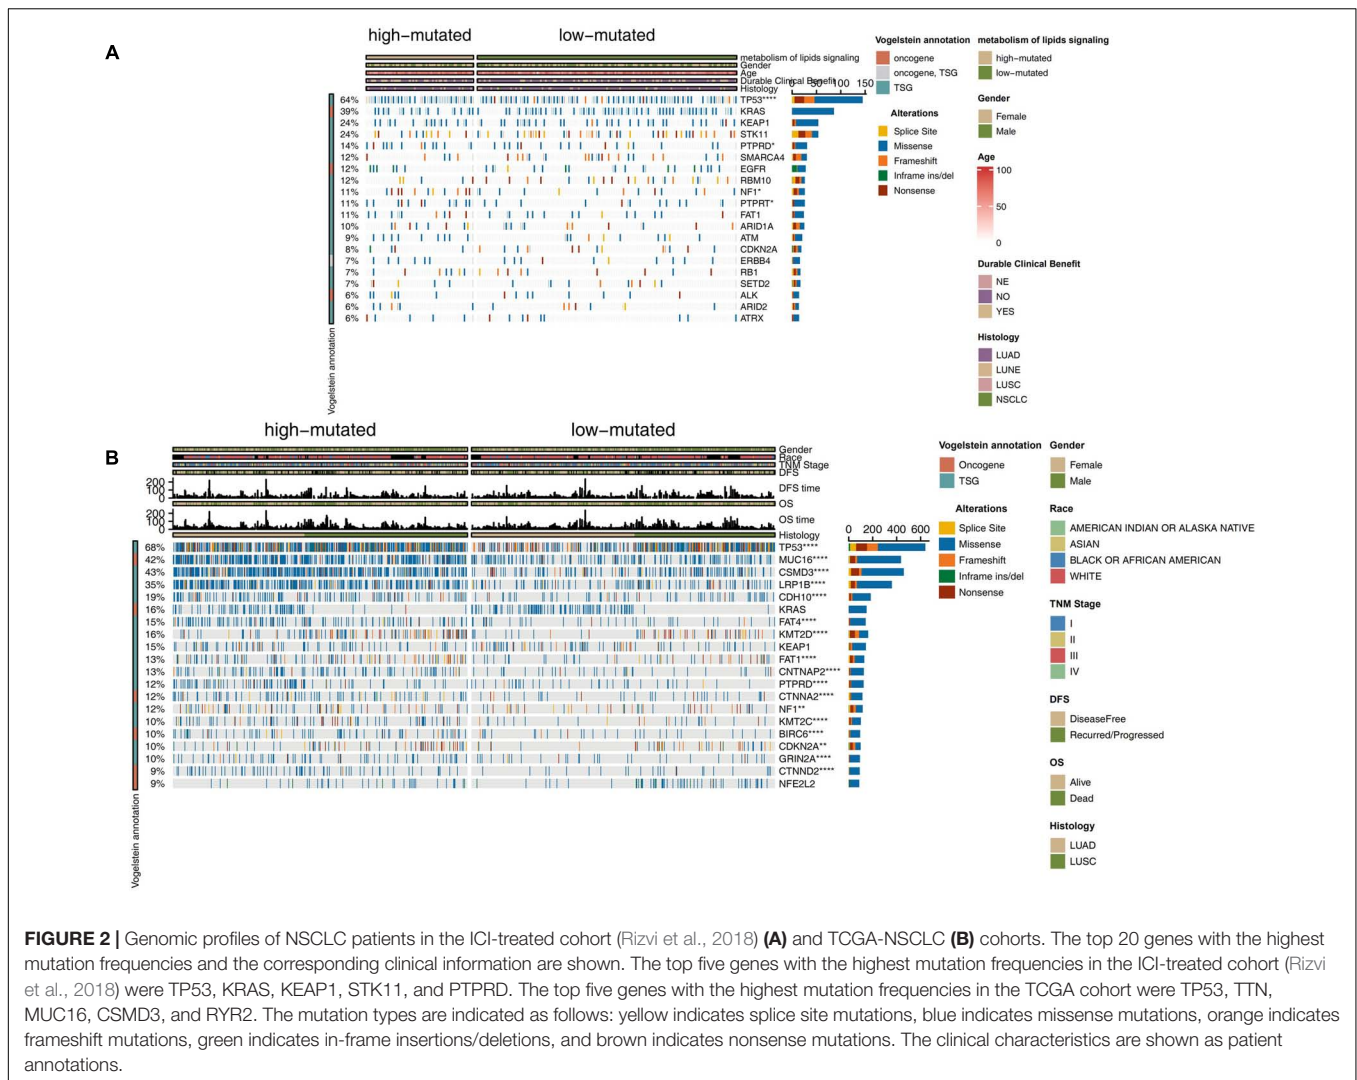 A
high−mutated
low−mutated
metabolism of lipids signaling
Gender
Age
Durable Clinical Benefit
Histology
0 50 100 150
64% TP53****
39% KRAS
24% KEAP1
24% STK11
14% PTPRD*
12% SMARCA4
12% EGFR
12% RBM10
11% NF1*
11% PTPRT*
11% FAT1
10% ARID1A
9% ATM
8% CDKN2A
7% ERBB4
7% RB1
7% SETD2
6% ALK
6% ARID2
6% ATRX
Vogelstein annotation
Vogelstein annotation
oncogene
oncogene, TSG
TSG
Alterations
Splice Site
Missense
Frameshift
Inframe ins/del
Nonsense
metabolism of lipids signaling
high−mutated
low−mutated
Gender
Female
Male
Age
100
50
0
Durable Clinical Benefit
NE
NO
YES
Histology
LUAD
LUNE
LUSC
NSCLC
B
high−mutated
low−mutated
Gender
Race
TNM Stage
DFS
200
100
0
DFS time
OS
200
100
0
OS time
Histology
0 200 400 600
68% TP53****
42% MUC16****
43% CSMD3****
35% LRP1B****
19% CDH10****
16% KRAS
15% FAT4****
16% KMT2D****
15% KEAP1
13% FAT1****
13% CNTNAP2****
12% PTPRD****
12% CTNNA2****
12% NF1**
10% KMT2C****
10% BIRC6****
10% CDKN2A**
10% GRIN2A****
9% CTNND2****
9% NFE2L2
Vogelstein annotation
Vogelstein annotation
Oncogene
TSG
Alterations
Splice Site
Missense
Frameshift
Inframe ins/del
Nonsense
Gender
Female
Male
Race
AMERICAN INDIAN OR ALASKA NATIVE
ASIAN
BLACK OR AFRICAN AMERICAN
WHITE
TNM Stage
I
II
III
IV
DFS
DiseaseFree
Recurred/Progressed
OS
Alive
Dead
Histology
LUAD
LUSC
FIGURE 2 | Genomic profiles of NSCLC patients in the ICI-treated cohort (Rizvi et al., 2018) (A) and TCGA-NSCLC (B) cohorts. The top 20 genes with the highest
mutation frequencies and the corresponding clinical information are shown. The top five genes with the highest mutation frequencies in the ICI-treated cohort (Rizvi
et al., 2018) were TP53, KRAS, KEAP1, STK11, and PTPRD. The top five genes with the highest mutation frequencies in the TCGA cohort were TP53, TTN,
MUC16, CSMD3, and RYR2. The mutation types are indicated as follows: yellow indicates splice site mutations, blue indicates missense mutations, orange indicates
frameshift mutations, green indicates in-frame insertions/deletions, and brown indicates nonsense mutations. The clinical characteristics are shown as patient
annotations.